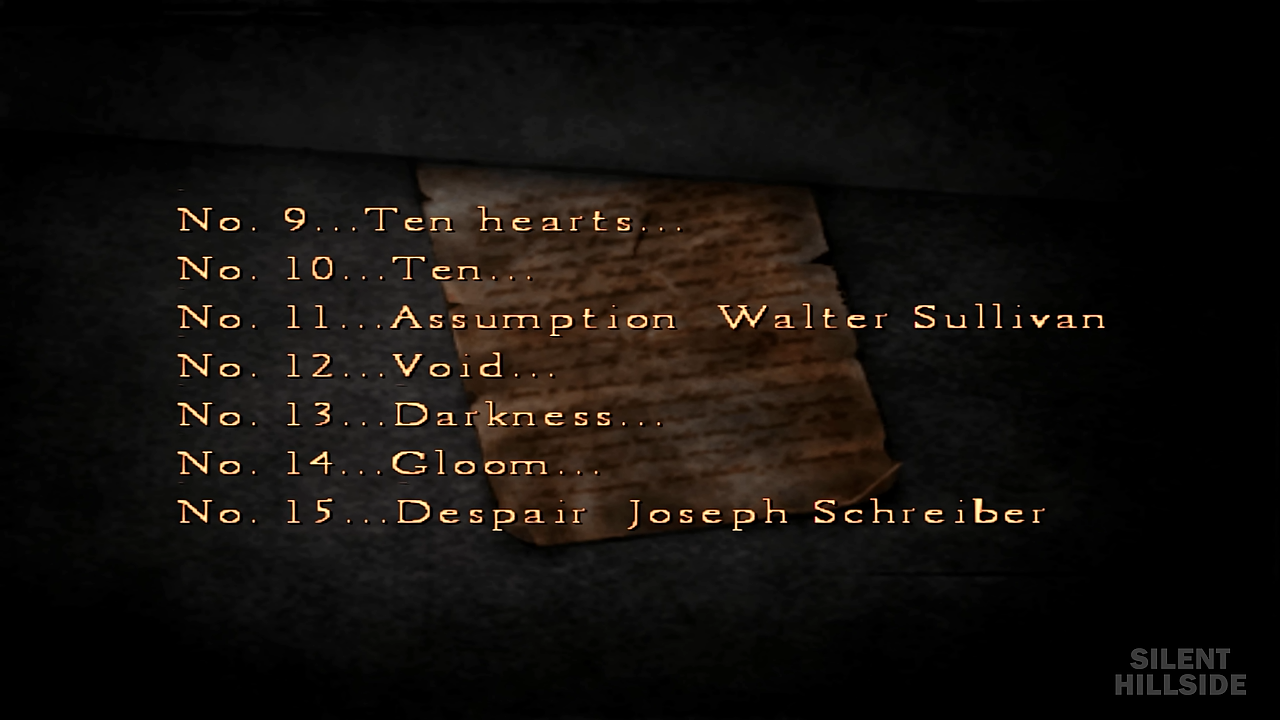 No. 9...Ten hearts...
No. 10...Ten...
No. 11...Assumption Walter Sullivan
No. 12...Void...
No. 13...Darkness...
No. 14...Gloom...
No. 15...Despair Joseph Schreiber
SILENT
HILLSIDE